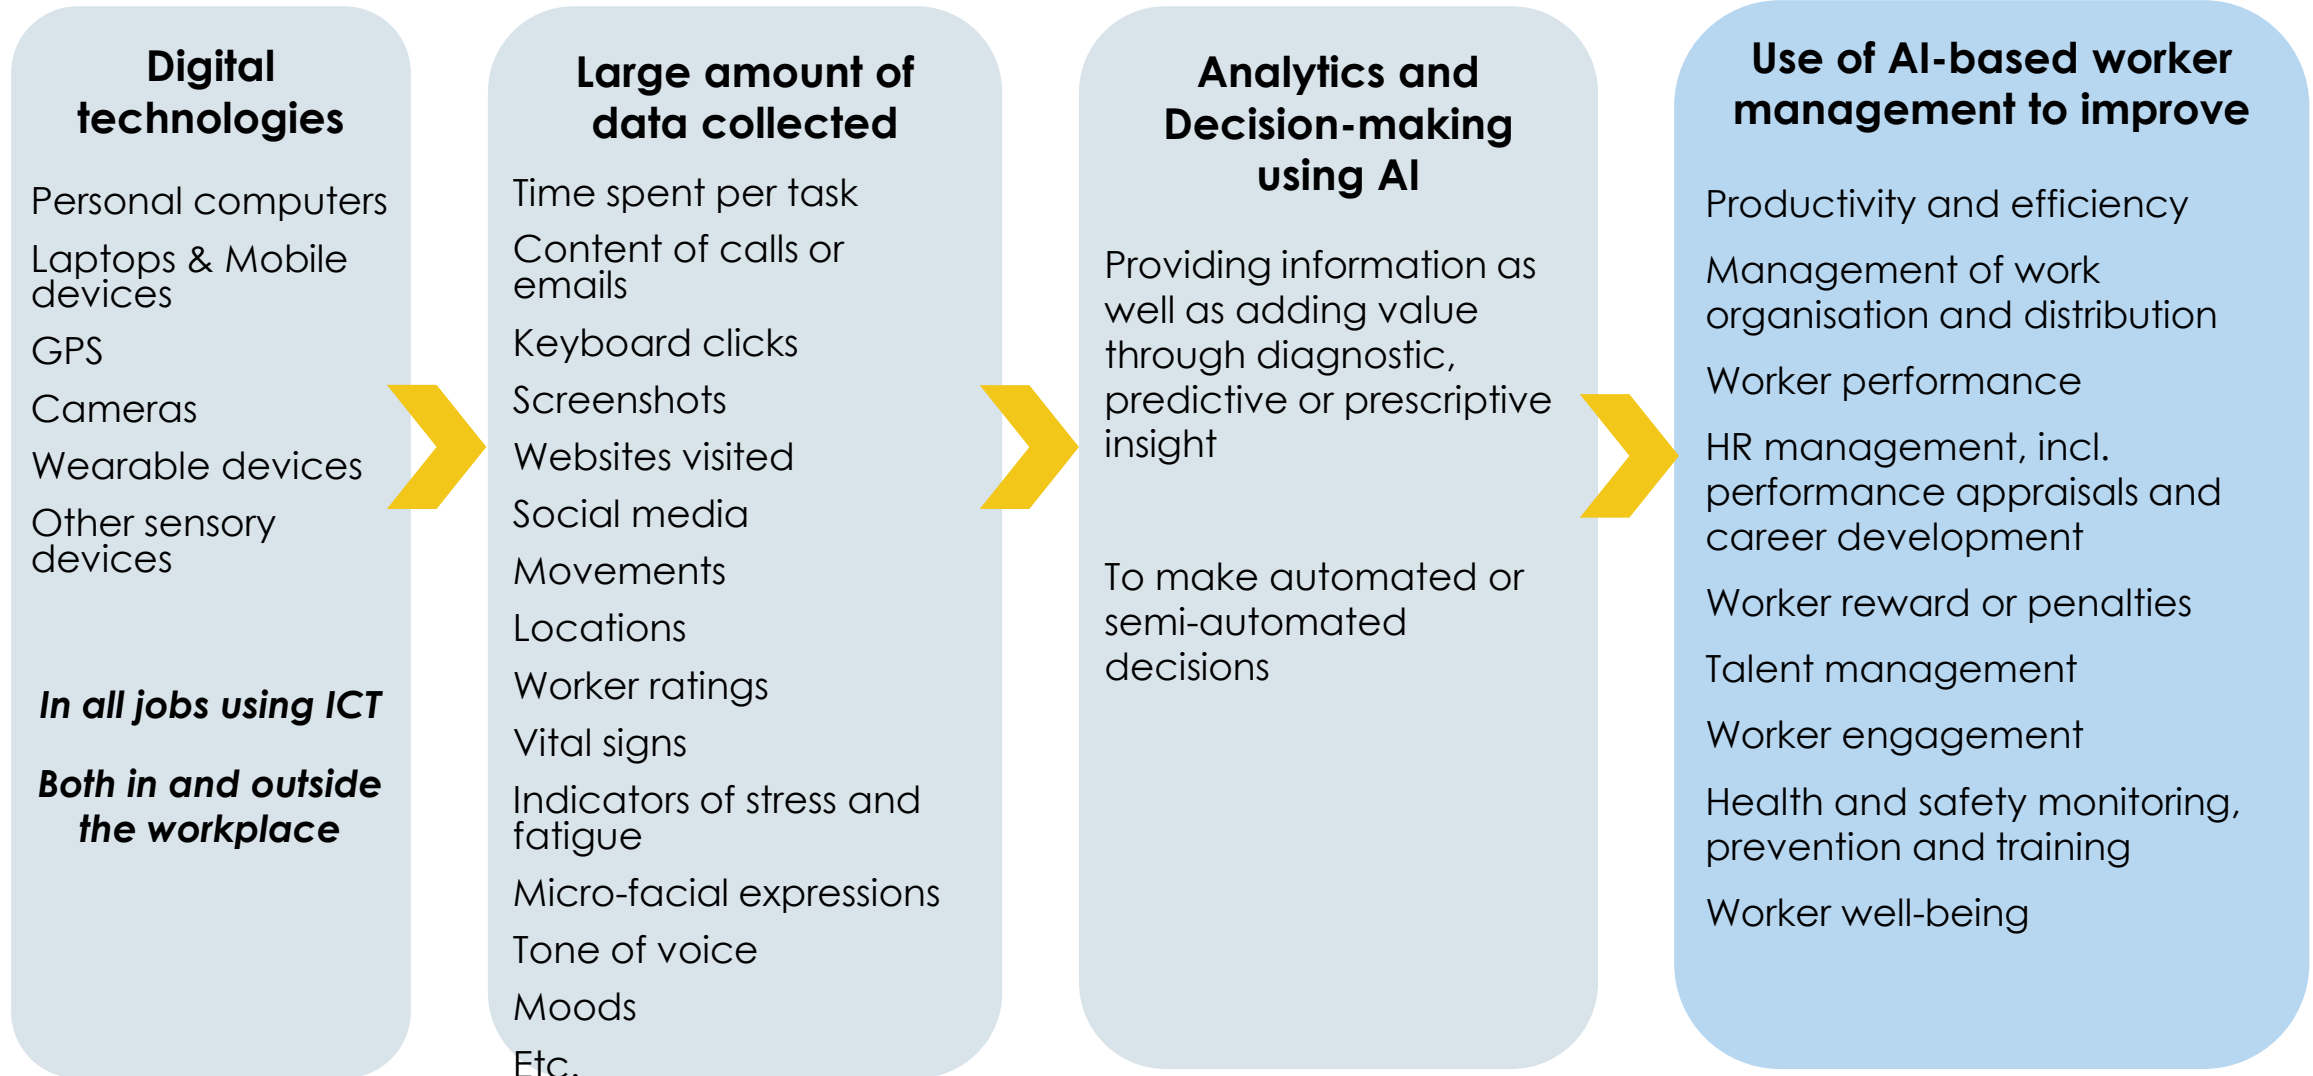 Digital
technologies
Personal computers
Laptops & Mobile
devices
GPS
Cameras
Wearable devices
Other sensory
devices
In all jobs using ICT
Both in and outside
the workplace
Large amount of
data collected
Time spent per task
Content of calls or
emails
Keyboard clicks
Screenshots
Websites visited
Social media
Movements
Locations
Worker ratings
Vital signs
Indicators of stress and
fatigue
Micro-facial expressions
Tone of voice
Moods
Etc.
Analytics and
Decision-making
using AI
Providing information as
well as adding value
through diagnostic,
predictive or prescriptive
insight
To make automated or
semi-automated
decisions
Use of AI-based worker
management to improve
Productivity and efficiency
Management of work
organisation and distribution
Worker performance
HR management, incl.
performance appraisals and
career development
Worker reward or penalties
Talent management
Worker engagement
Health and safety monitoring,
prevention and training
Worker well-being